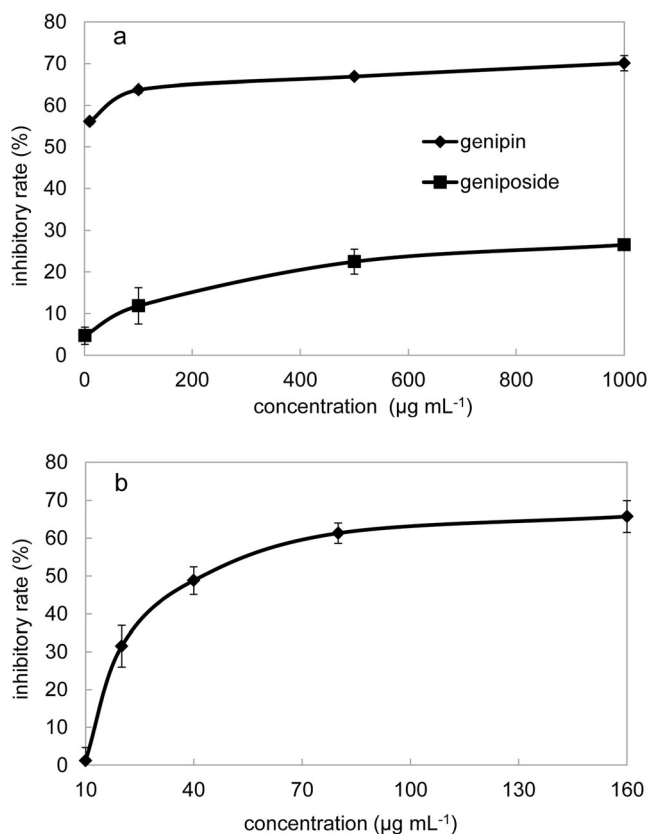 80
a
70
60
50
40
30
20
10
0
inhibitory rate (%)
genipin
geniposide
0 200 400 600 800 1000
concentration (µg mL⁻¹)
80
b
70
60
50
40
30
20
10
0
inhibitory rate (%)
10 40 70 100 130 160
concentration (µg mL⁻¹)